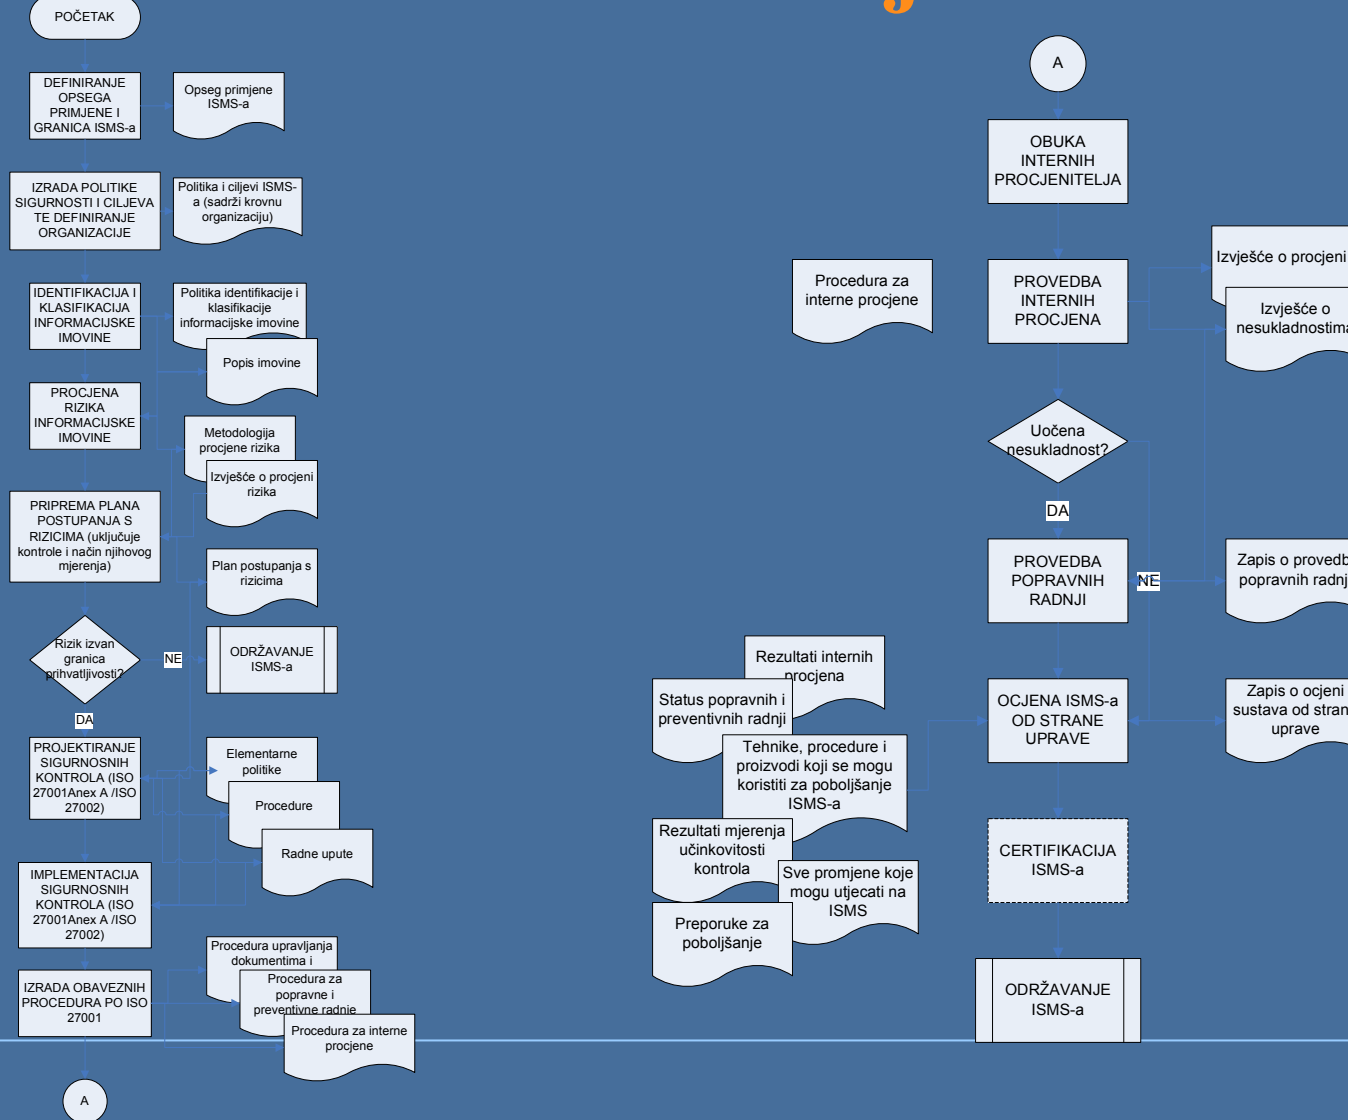 POČETAK
DEFINIRANJE
OPSEGA
PRIMJENE I
GRANICA ISMS-a
Opseg primjene
ISMS-a
IZRADA POLITIKE
SIGURNOSTI I CILJEVA
TE DEFINIRANJE
ORGANIZACIJE
Politika i ciljevi ISMS-
a (sadrži krovnu
organizaciju)
IDENTIFIKACIJA I
KLASIFIKACIJA
INFORMACIJSKE
IMOVINE
Politika identifikacije i
klasifikacije
informacijske imovine
Popis imovine
PROCJENA
RIZIKA
INFORMACIJSKE
IMOVINE
Metodologija
procjene rizika
Izvješće o procjeni
rizika
PRIPREMA PLANA
POSTUPANJA S
RIZICIMA (uključuje
kontrole i način njihovog
mjerenja)
Plan postupanja s
rizicima
Rizik izvan
granica
prihvatljivosti?
NE
ODRŽAVANJE
ISMS-a
DA
PROJEKTIRANJE
SIGURNOSNIH
KONTROLA (ISO
27001Anex A /ISO
27002)
Elementarne
politike
Procedure
Radne upute
IMPLEMENTACIJA
SIGURNOSNIH
KONTROLA (ISO
27001Anex A /ISO
27002)
IZRADA OBAVEZNIH
PROCEDURA PO ISO
27001
Procedura upravljanja
dokumentima i
Procedura za
popravne i
preventivne radnje
Procedura za interne
procjene
A
A
OBUKA
INTERNIH
PROCJENITELJA
Procedura za
interne procjene
PROVEDBA
INTERNIH
PROCJENA
Izvješće o procjeni
Izvješće o
nesukladnostima
Uočena
nesukladnost?
DA
PROVEDBA
POPRAVNIH
RADNJI
NE
Zapis o provedb
popravnih radnj
Rezultati internih
procjena
Status popravnih i
preventivnih radnji
Tehnike, procedure i
proizvodi koji se mogu
koristiti za poboljšanje
ISMS-a
Rezultati mjerenja
učinkovitosti
kontrola
Sve promjene koje
mogu utjecati na
ISMS
Preporuke za
poboljšanje
OCJENA ISMS-a
OD STRANE
UPRAVE
Zapis o ocjeni
sustava od stran
uprave
CERTIFIKACIJA
ISMS-a
ODRŽAVANJE
ISMS-a